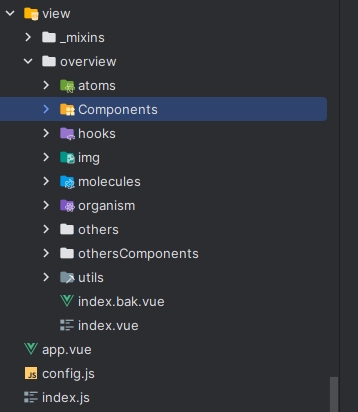 view
_mixins
overview
atoms
Components
hooks
img
molecules
organism
others
othersComponents
utils
index.bak.vue
index.vue
app.vue
JS config.js
index.js